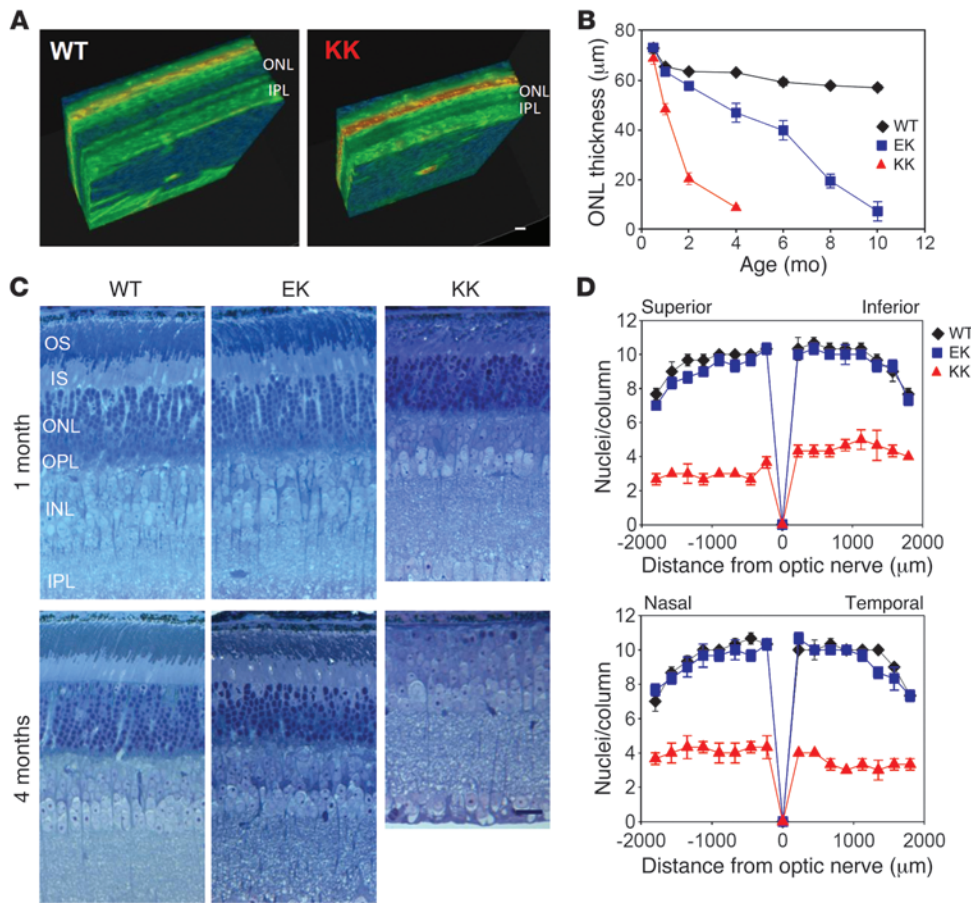 A
WT
ONL
IPL
KK
ONL
IPL
B
ONL thickness (μm)
80
60
40
20
0
0 2 4 6 8 10 12
Age (mo)
WT
EK
KK
C
WT EK KK
1 month
OS
IS
ONL
OPL
INL
IPL
4 months
D
Superior Inferior
Nuclei/column
12
10
8
6
4
2
0
-2000 -1000 0 1000 2000
Distance from optic nerve (μm)
WT
EK
KK
Nasal Temporal
Nuclei/column
12
10
8
6
4
2
0
-2000 -1000 0 1000 2000
Distance from optic nerve (μm)